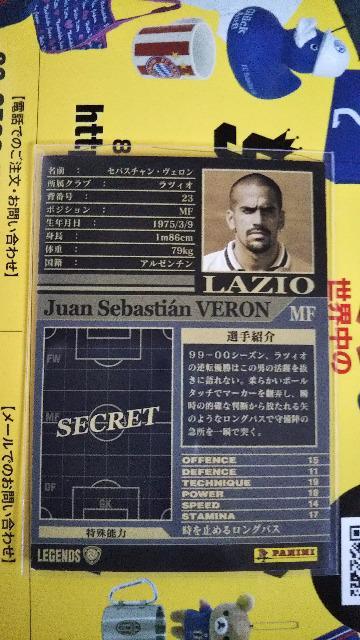 【電話でのご注文・お問い合わせ】
【メールでのお問い合わせ】
世界中の
名前 : セバスチャン・ヴェロン
所属クラブ : ラツィオ
背番号 : 23
ポジション : MF
生年月日 : 1975/3/9
身長 : 1m86cm
体重 : 79kg
国籍 : アルゼンチン
LAZIO
Juan Sebastián VERON MF
FW
MF
DF
GK
SECRET
選手紹介
99-00シーズン、ラツィオ
の逆転優勝はこの男の活躍を抜
きに語れない。柔らかいボール
タッチでマーカーを翻弄し、瞬
時の的確な判断から放たれる矢
のようなロングパスで守備陣の
急所を一瞬で突く。
OFFENCE 15
DEFENCE 11
TECHNIQUE 19
POWER 18
SPEED 14
STAMINA 17
特殊能力
時を止めるロングパス
LEGENDS
PANINI